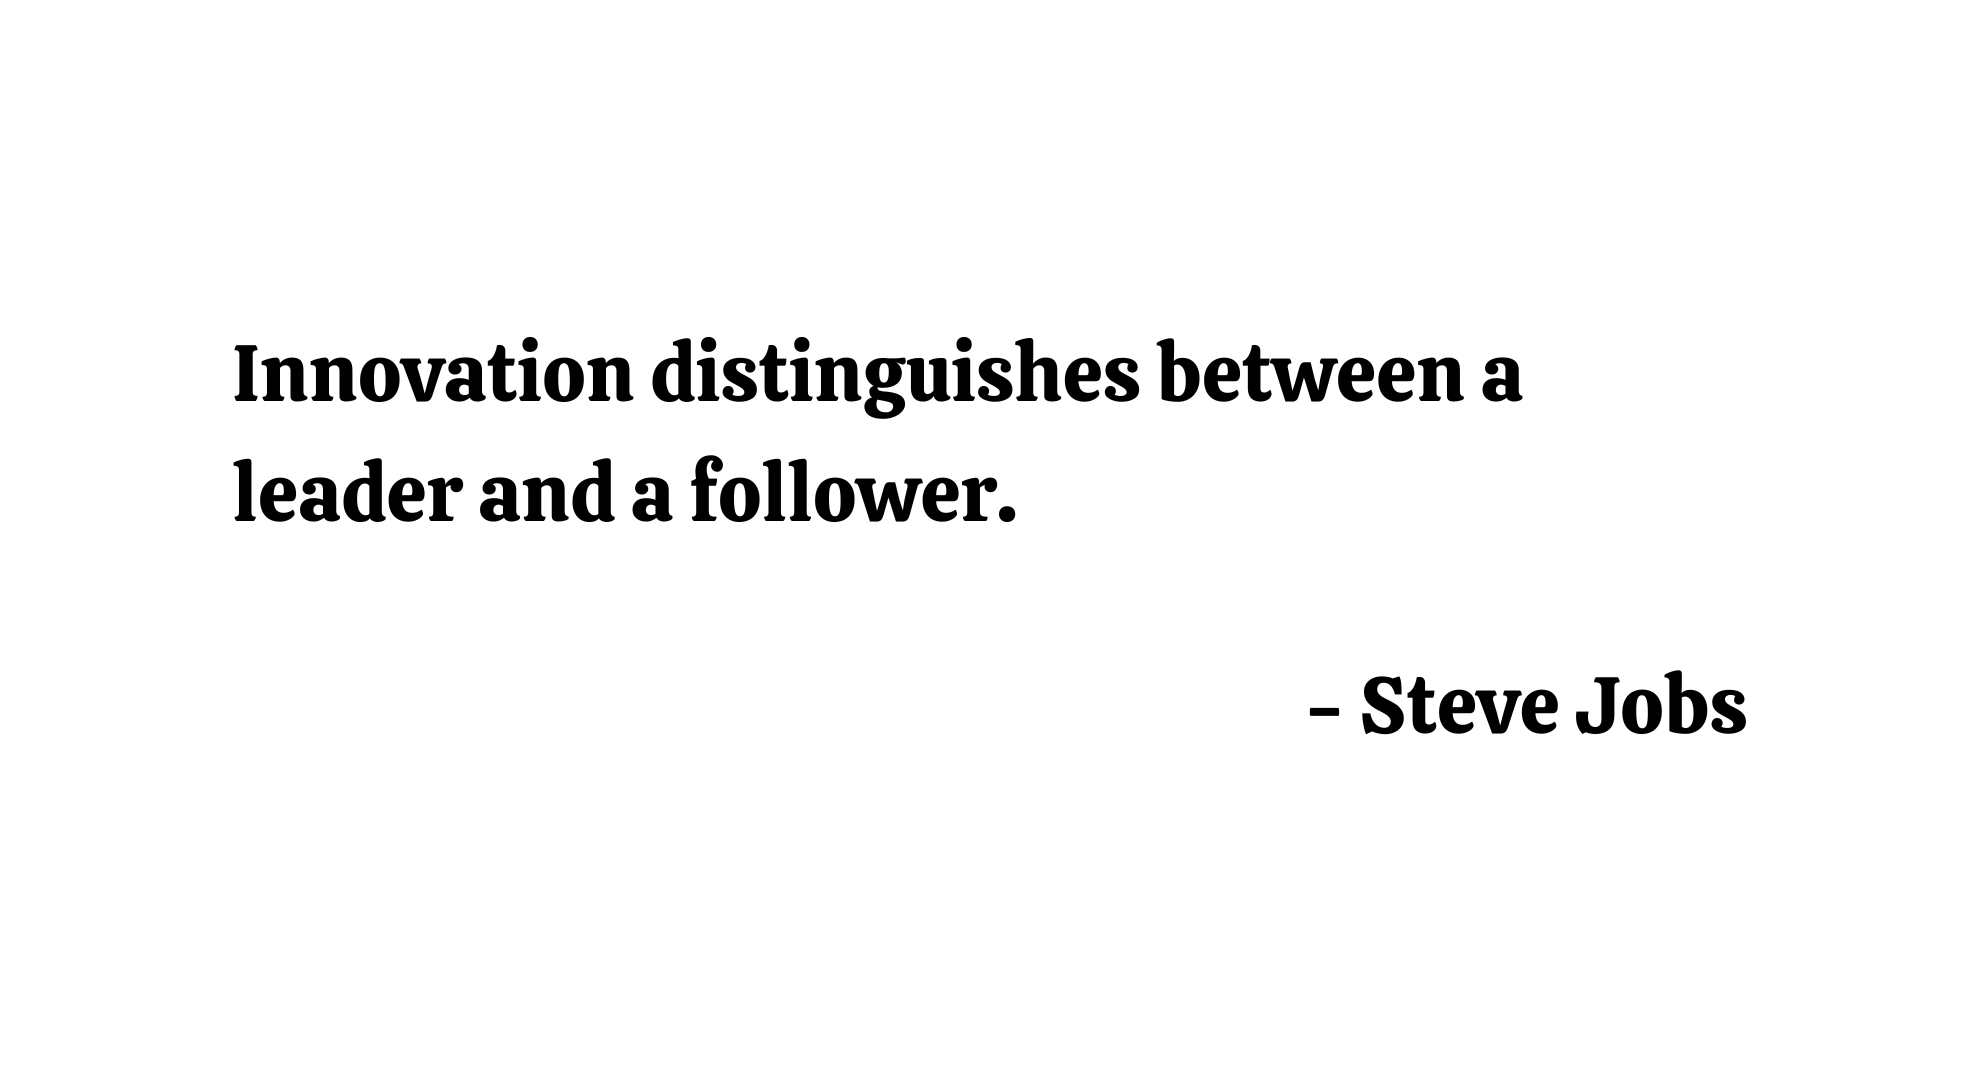 Innovation distinguishes between a
leader and a follower.
- Steve Jobs